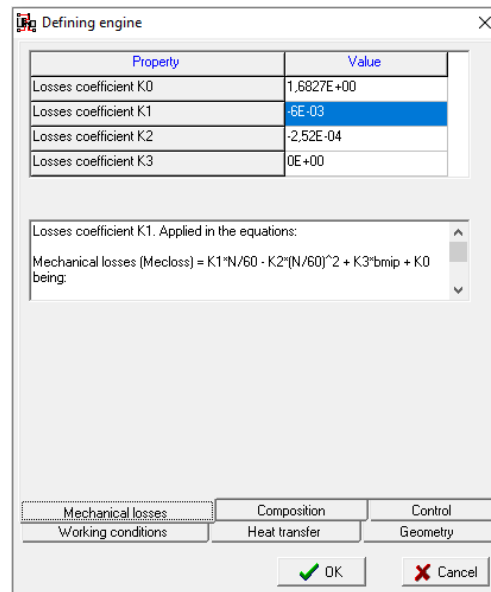 Defining engine
Property Value
Losses coefficient K0 1,6827E+00
Losses coefficient K1 -6E-03
Losses coefficient K2 -2,52E-04
Losses coefficient K3 0E+00
Losses coefficient K1. Applied in the equations:
Mechanical losses (Mecloss) = K1*N/60 - K2*(N/60)^2 + K3*bmip + K0
being:
Mechanical losses Composition Control
Working conditions Heat transfer Geometry
OK Cancel